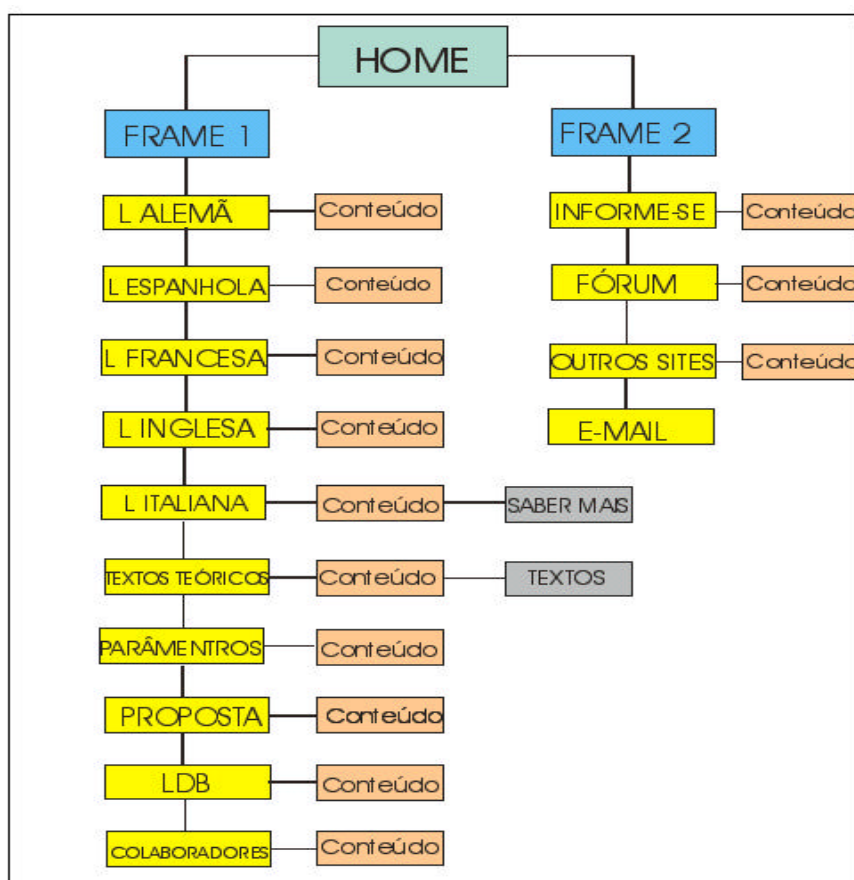 HOME
FRAME 1
FRAME 2
L ALEMÃ
Conteúdo
INFORME-SE
Conteúdo
L ESPANHOLA
Conteúdo
FÓRUM
Conteúdo
L FRANCESA
Conteúdo
OUTROS SITES
Conteúdo
L INGLESA
Conteúdo
E-MAIL
L ITALIANA
Conteúdo
SABER MAIS
TEXTOS TEÓRICOS
Conteúdo
TEXTOS
PARÂMENTROS
Conteúdo
PROPOSTA
Conteúdo
LDB
Conteúdo
COLABORADORES
Conteúdo